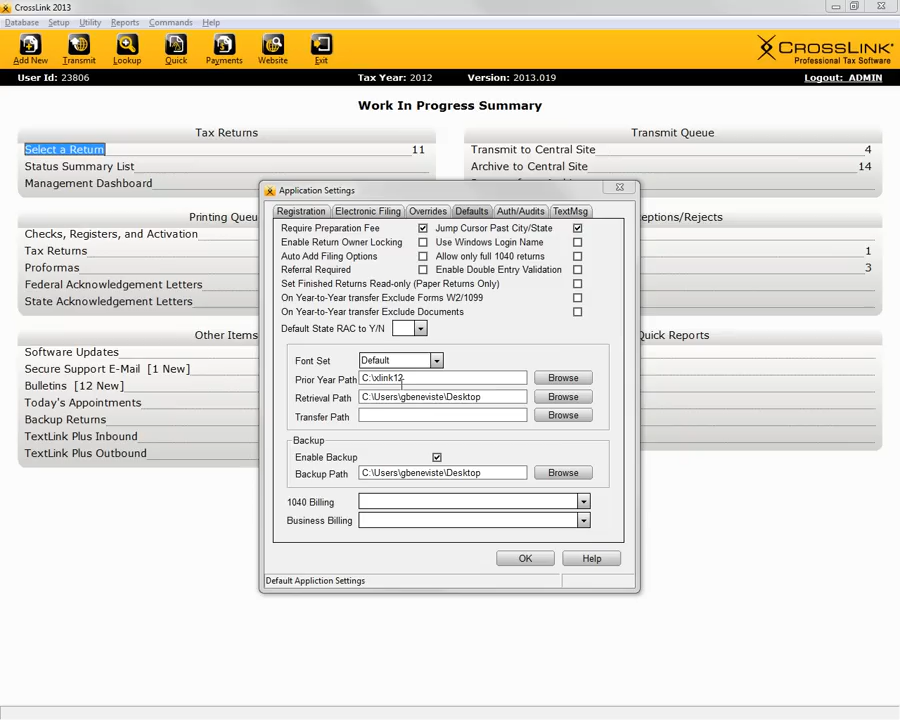 CrossLink 2013
Database Setup Utility Reports Commands Help
Add New Transmit Lookup Quick Payments Website Exit
CROSSLINK
Professional Tax Software
User Id: 23806 Tax Year: 2012 Version: 2013.019 Logout: ADMIN
Work In Progress Summary
Tax Returns
Select a Return 11
Status Summary List
Management Dashboard
Transmit Queue
Transmit to Central Site 4
Archive to Central Site 14
Printing Queu
Checks, Registers, and Activation
Tax Returns
Proformas
Federal Acknowledgement Letters
State Acknowledgement Letters
eptions/Rejects
1
3
Other Items
Software Updates
Secure Support E-Mail [1 New]
Bulletins [12 New]
Today's Appointments
Backup Returns
TextLink Plus Inbound
TextLink Plus Outbound
Quick Reports
Application Settings
Registration Electronic Filing Overrides Defaults Auth/Audits TextMsg
Require Preparation Fee Jump Cursor Past City/State
Enable Return Owner Locking Use Windows Login Name
Auto Add Filing Options Allow only full 1040 returns
Referral Required Enable Double Entry Validation
Set Finished Returns Read-only (Paper Returns Only)
On Year-to-Year transfer Exclude Forms W2/1099
On Year-to-Year transfer Exclude Documents
Default State RAC to Y/N
Font Set Default
Prior Year Path C:\xlink12 Browse
Retrieval Path C:\Users\gbeneviste\Desktop Browse
Transfer Path Browse
Backup
Enable Backup
Backup Path C:\Users\gbeneviste\Desktop Browse
1040 Billing
Business Billing
OK Help
Default Appliction Settings